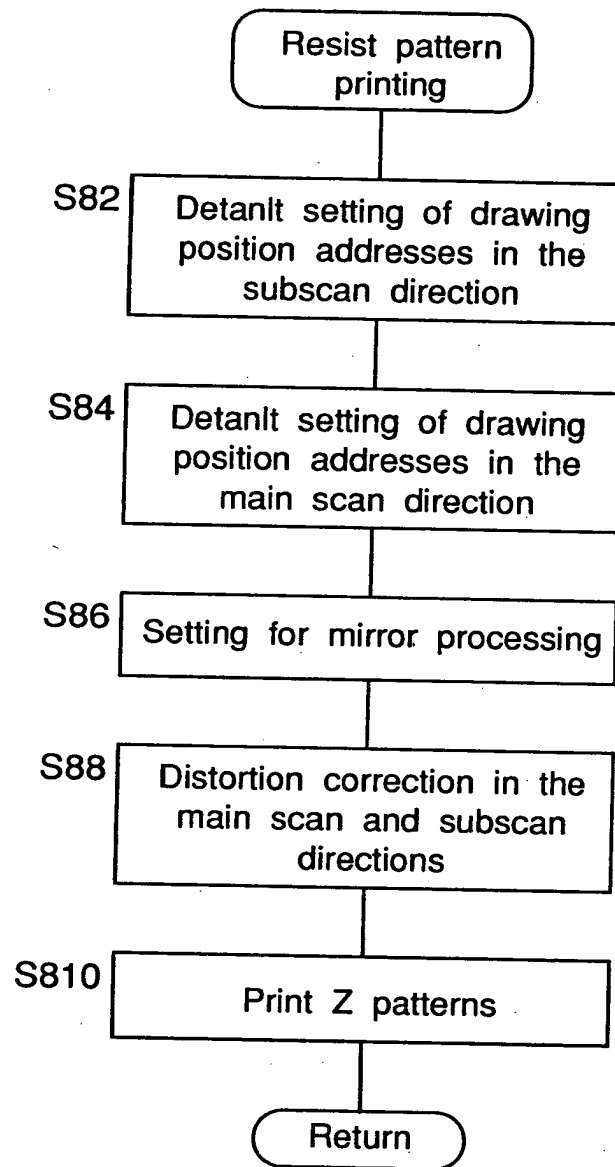 Resist pattern
printing
S82
Detanlt setting of drawing
position addresses in the
subscan direction
S84
Detanlt setting of drawing
position addresses in the
main scan direction
S86
Setting for mirror processing
S88
Distortion correction in the
main scan and subscan
directions
S810
Print Z patterns
Return